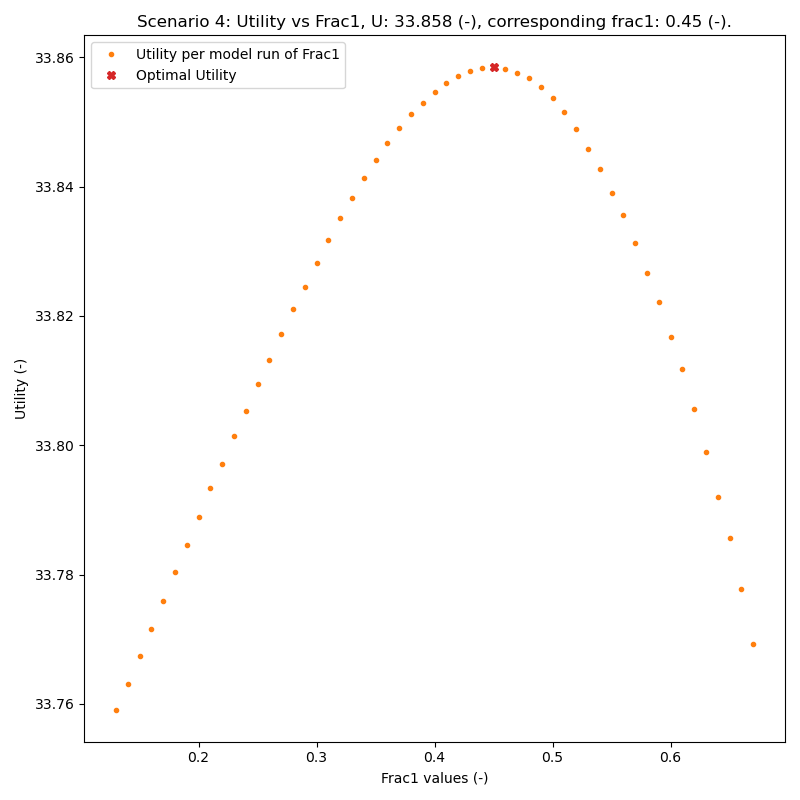 Scenario 4: Utility vs Frac1, U: 33.858 (-), corresponding frac1: 0.45 (-).
Utility per model run of Frac1
Optimal Utility
33.86
33.84
33.82
33.80
33.78
33.76
Utility (-)
0.2 0.3 0.4 0.5 0.6
Frac1 values (-)